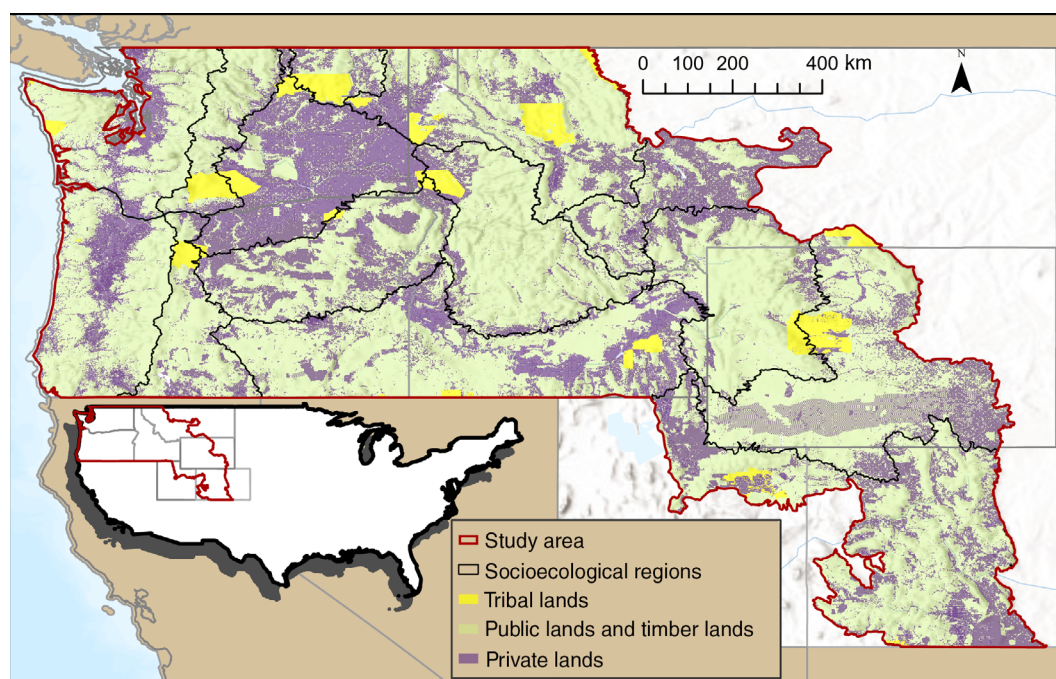 N
0 100 200 400 km
Study area
Socioecological regions
Tribal lands
Public lands and timber lands
Private lands